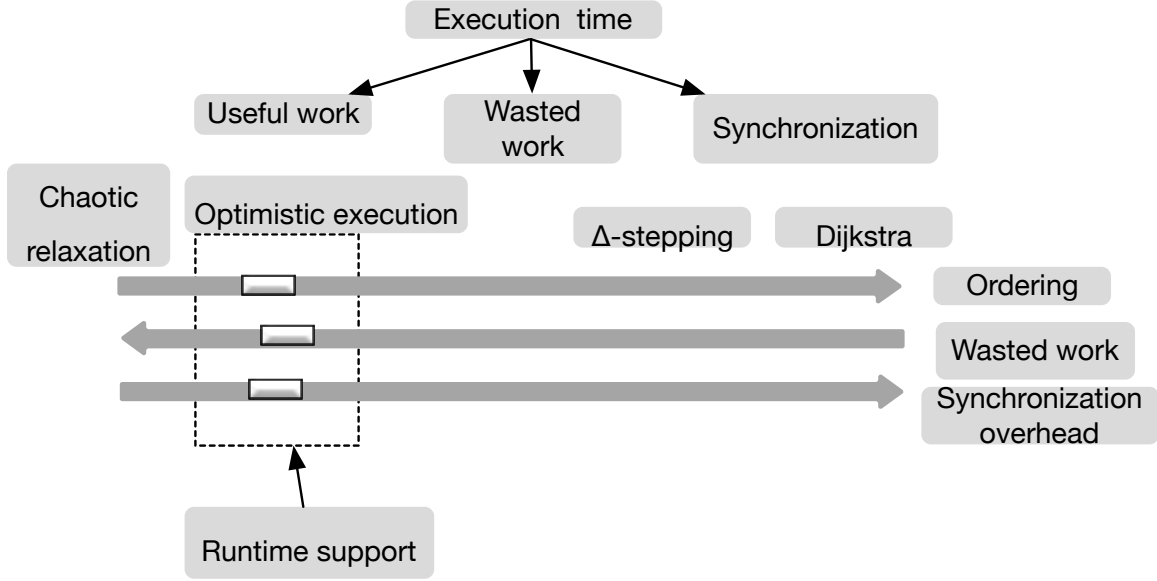 Execution time
Useful work
Wasted
work
Synchronization
Chaotic
relaxation
Optimistic execution
Δ-stepping
Dijkstra
Ordering
Wasted work
Synchronization
overhead
Runtime support